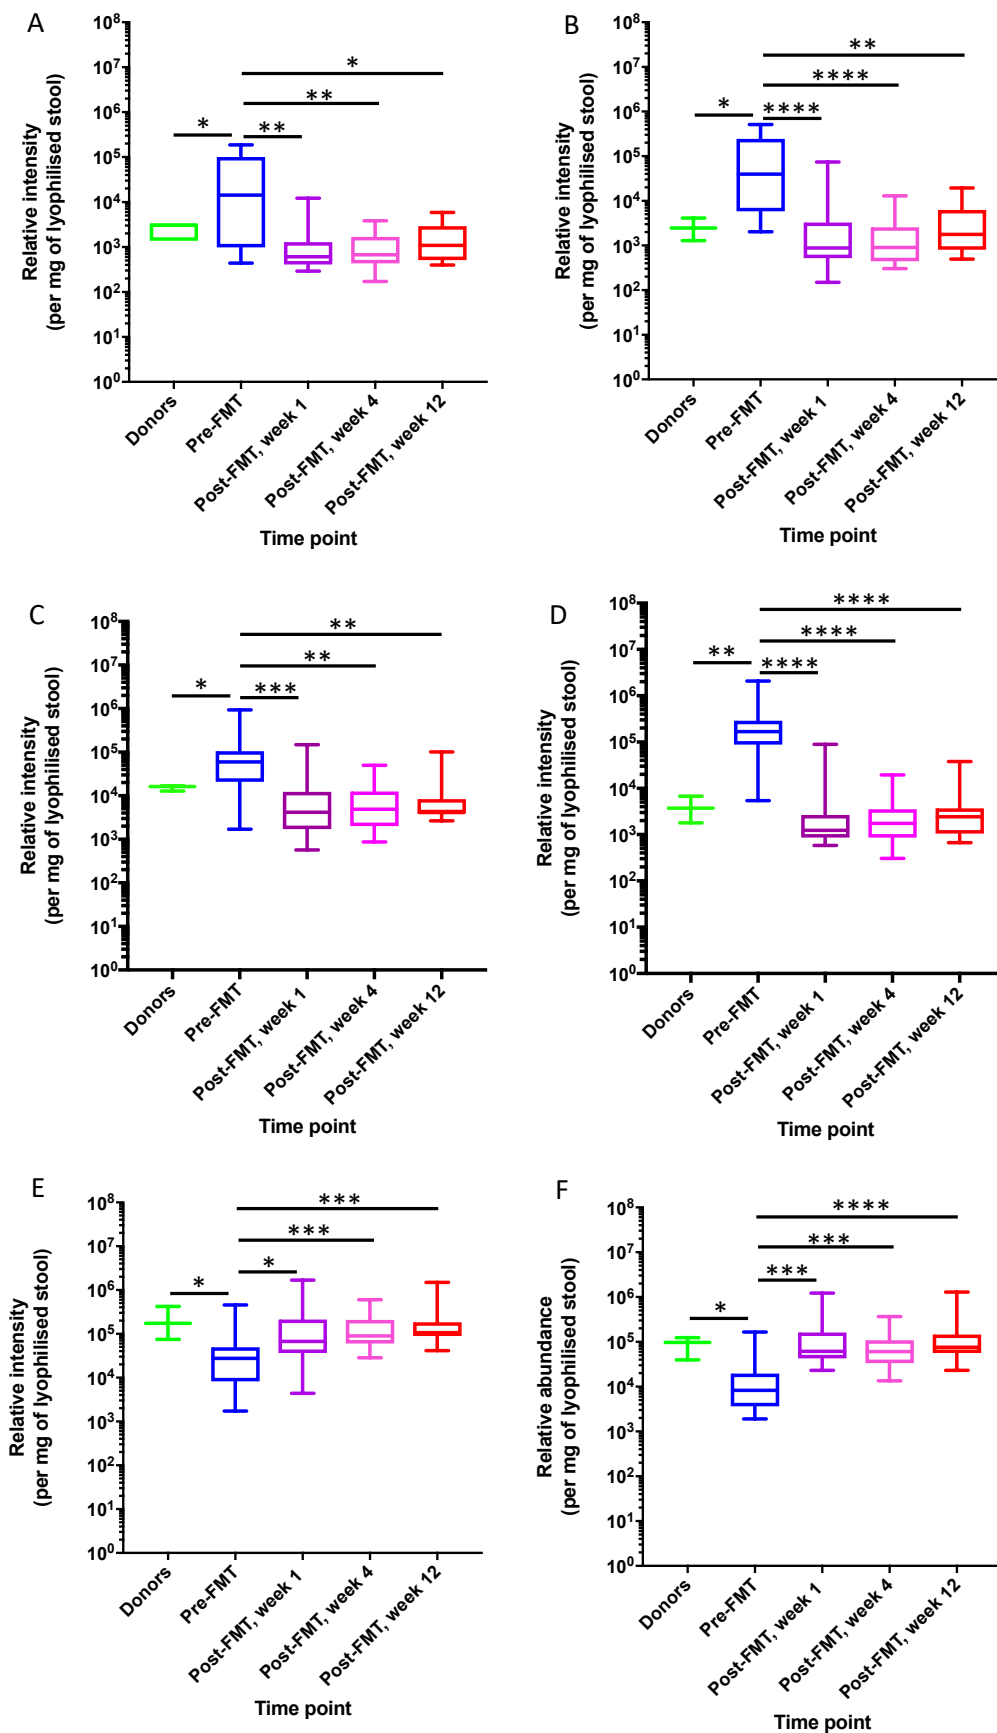 A
Relative intensity
(per mg of lyophilised stool)
10⁸
10⁷
10⁶
10⁵
10⁴
10³
10²
10¹
10⁰
*
**
* **
Donors
Pre-FMT
Post-FMT, week 1
Post-FMT, week 4
Post-FMT, week 12
Time point
B
Relative intensity
(per mg of lyophilised stool)
10⁸
10⁷
10⁶
10⁵
10⁴
10³
10²
10¹
10⁰
**
****
* ****
Donors
Pre-FMT
Post-FMT, week 1
Post-FMT, week 4
Post-FMT, week 12
Time point
C
Relative intensity
(per mg of lyophilised stool)
10⁸
10⁷
10⁶
10⁵
10⁴
10³
10²
10¹
10⁰
**
**
* ***
Donors
Pre-FMT
Post-FMT, week 1
Post-FMT, week 4
Post-FMT, week 12
Time point
D
Relative intensity
(per mg of lyophilised stool)
10⁸
10⁷
10⁶
10⁵
10⁴
10³
10²
10¹
10⁰
****
****
** ****
Donors
Pre-FMT
Post-FMT, week 1
Post-FMT, week 4
Post-FMT, week 12
Time point
E
Relative intensity
(per mg of lyophilised stool)
10⁸
10⁷
10⁶
10⁵
10⁴
10³
10²
10¹
10⁰
***
***
* *
Donors
Pre-FMT
Post-FMT, week 1
Post-FMT, week 4
Post-FMT, week 12
Time point
F
Relative abundance
(per mg of lyophilised stool)
10⁸
10⁷
10⁶
10⁵
10⁴
10³
10²
10¹
10⁰
****
***
* ***
Donors
Pre-FMT
Post-FMT, week 1
Post-FMT, week 4
Post-FMT, week 12
Time point